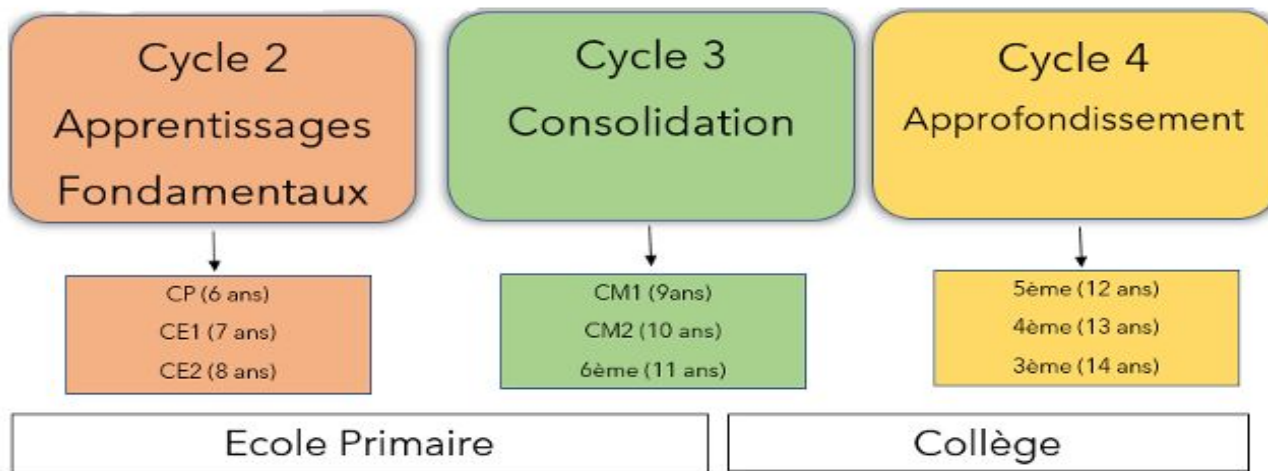 Cycle 2
Apprentissages
Fondamentaux
Cycle 3
Consolidation
Cycle 4
Approfondissement
CP (6 ans)
CE1 (7 ans)
CE2 (8 ans)
CM1 (9ans)
CM2 (10 ans)
6ème (11 ans)
5ème (12 ans)
4ème (13 ans)
3ème (14 ans)
Ecole Primaire
Collège